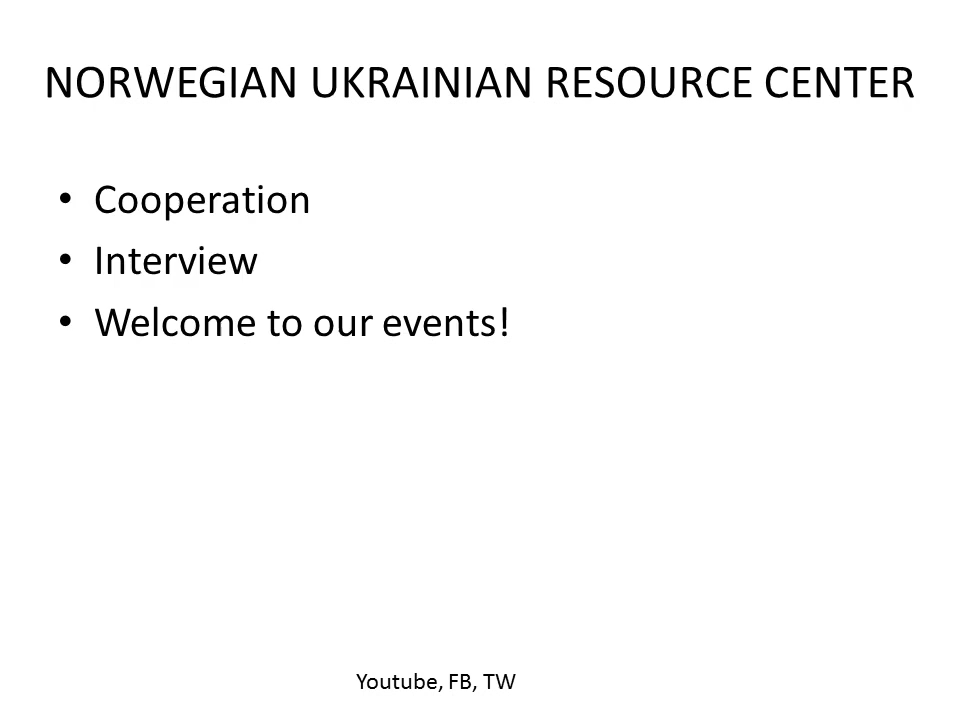 NORWEGIAN UKRAINIAN RESOURCE CENTER
• Cooperation
• Interview
• Welcome to our events!
Youtube, FB, TW